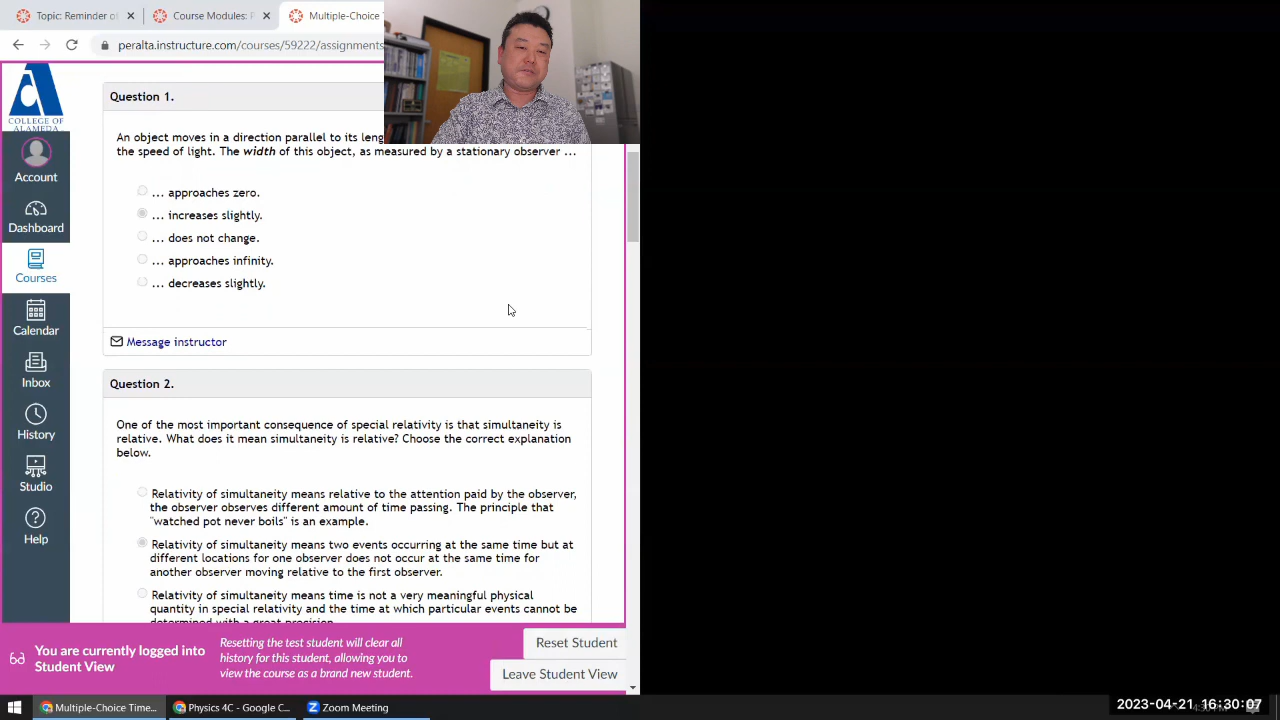 Topic: Reminder of
Course Modules: P
Multiple-Choice
peralta.instructure.com/courses/59222/assignments
COLLEGE OF
ALAMEDA
Account
Dashboard
Courses
Calendar
Inbox
History
Studio
Help
Question 1.
An object moves in a direction parallel to its leng
the speed of light. The width of this object, as measured by a stationary observer ...
... approaches zero.
... increases slightly.
... does not change.
... approaches infinity.
... decreases slightly.
Message instructor
Question 2.
One of the most important consequence of special relativity is that simultaneity is
relative. What does it mean simultaneity is relative? Choose the correct explanation
below.
Relativity of simultaneity means relative to the attention paid by the observer,
the observer observes different amount of time passing. The principle that
"watched pot never boils" is an example.
Relativity of simultaneity means two events occurring at the same time but at
different locations for one observer does not occur at the same time for
another observer moving relative to the first observer.
Relativity of simultaneity means time is not a very meaningful physical
quantity in special relativity and the time at which particular events cannot be
determined with a great precision.
You are currently logged into
Student View
Resetting the test student will clear all
history for this student, allowing you to
view the course as a brand new student.
Reset Student
Leave Student View
Multiple-Choice Time...
Physics 4C - Google C...
Zoom Meeting
2023-04-21 16:30:07